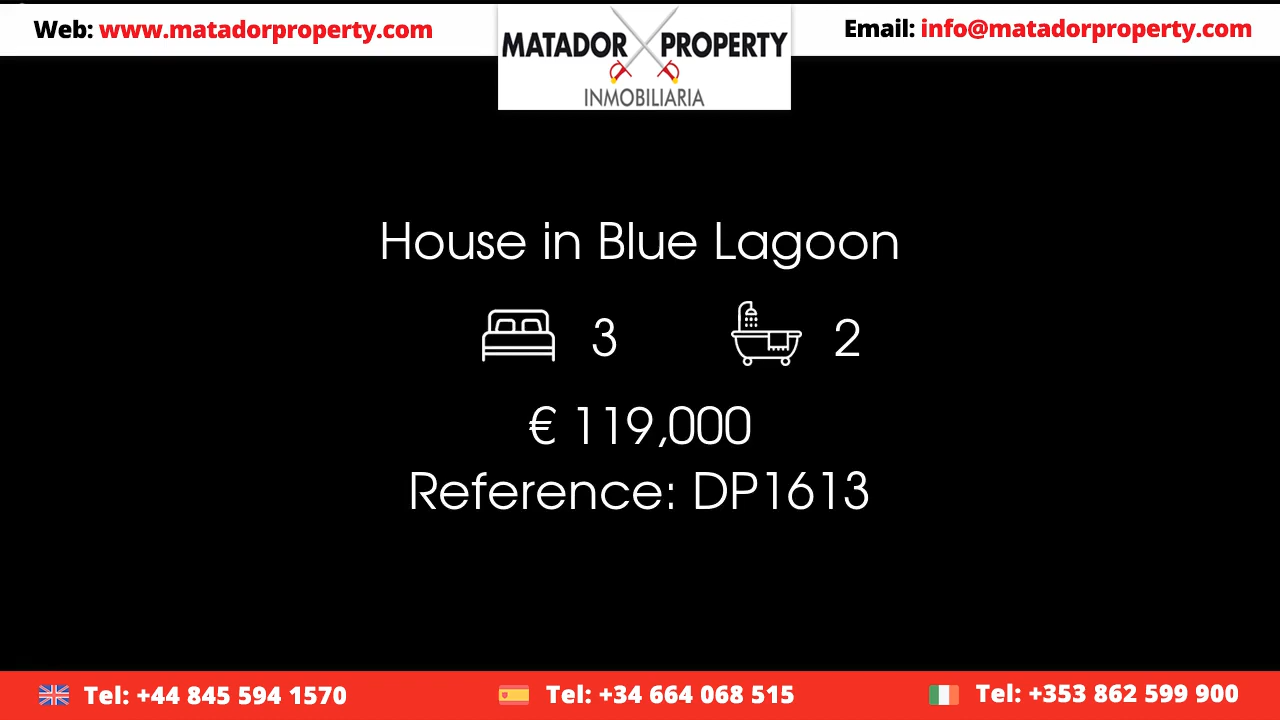 Web: www.matadorproperty.com
MATADOR PROPERTY
INMOBILIARIA
Email: info@matadorproperty.com
House in Blue Lagoon
3 2
€ 119,000
Reference: DP1613
Tel: +44 845 594 1570
Tel: +34 664 068 515
Tel: +353 862 599 900